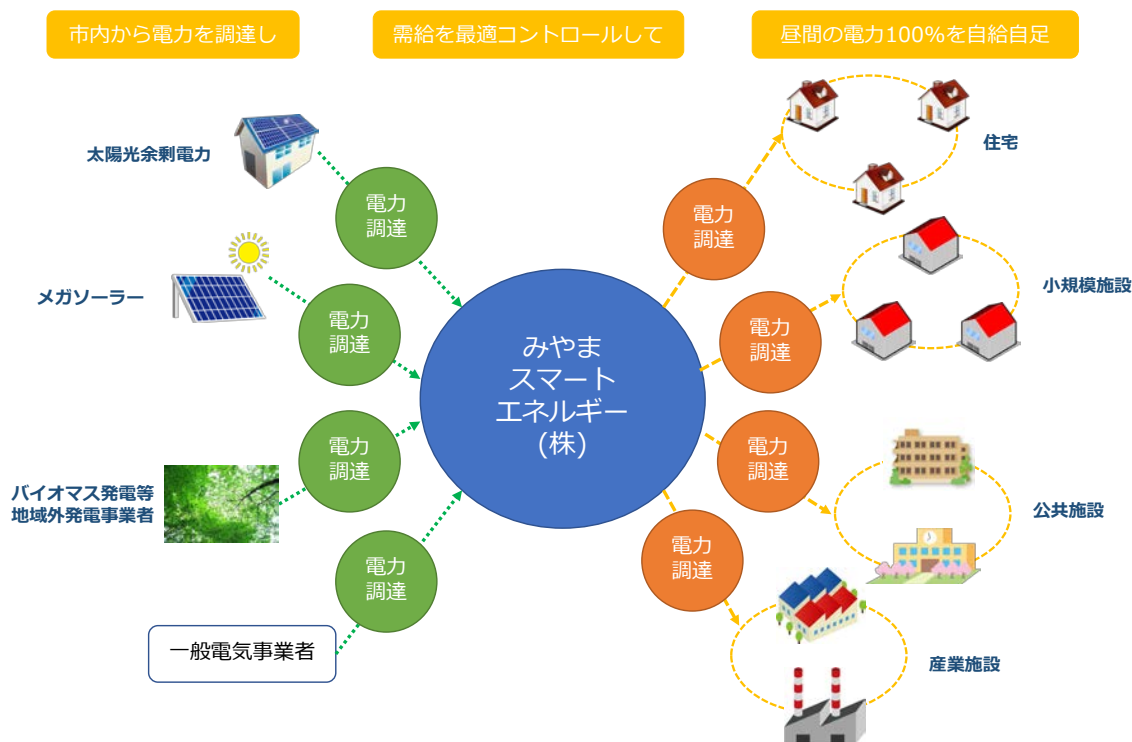 市内から電力を調達し
需給を最適コントロールして
昼間の電力100%を自給自足
太陽光余剰電力
電力
調達
メガソーラー
電力
調達
バイオマス発電等
地域外発電事業者
電力
調達
一般電気事業者
電力
調達
みやま
スマート
エネルギー
(株)
電力
調達
住宅
電力
調達
小規模施設
電力
調達
公共施設
電力
調達
産業施設